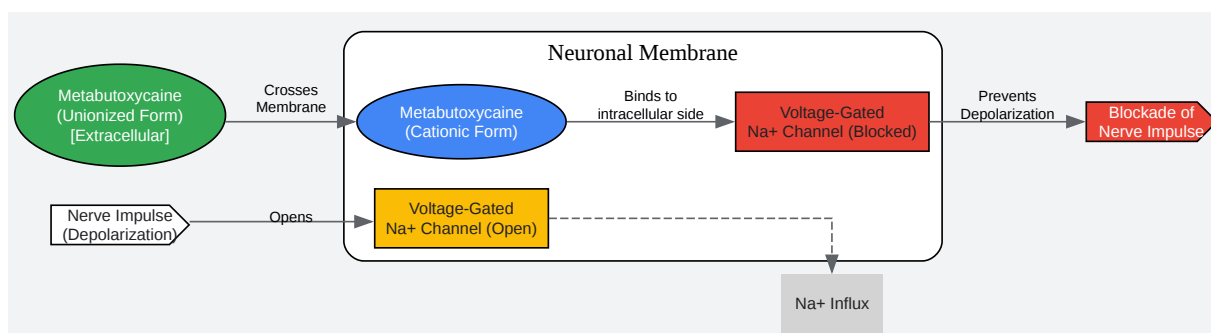 Neuronal Membrane
Metabutoxycaine
(Unionized Form)
[Extracellular]
Crosses
Membrane
Metabutoxycaine
(Cationic Form)
Binds to
intracellular side
Voltage-Gated
Na+ Channel (Blocked)
Prevents
Depolarization
Blockade of
Nerve Impulse
Nerve Impulse
(Depolarization)
Opens
Voltage-Gated
Na+ Channel (Open)
Na+ Influx